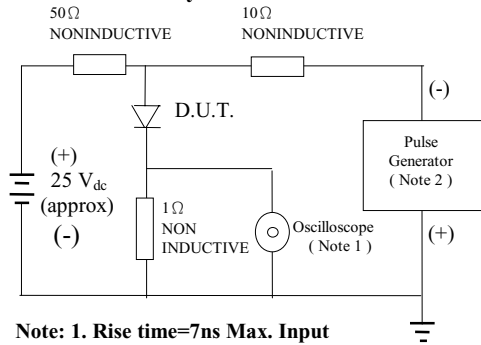 50Ω
NONINDUCTIVE
10Ω
NONINDUCTIVE
(-)
D.U.T.
Pulse
Generator
( Note 2 )
(+)
25 Vdc
(approx)
(-)
1Ω
NON
INDUCTIVE
Oscilloscope
( Note 1 )
(+)
Note: 1. Rise time=7ns Max. Input